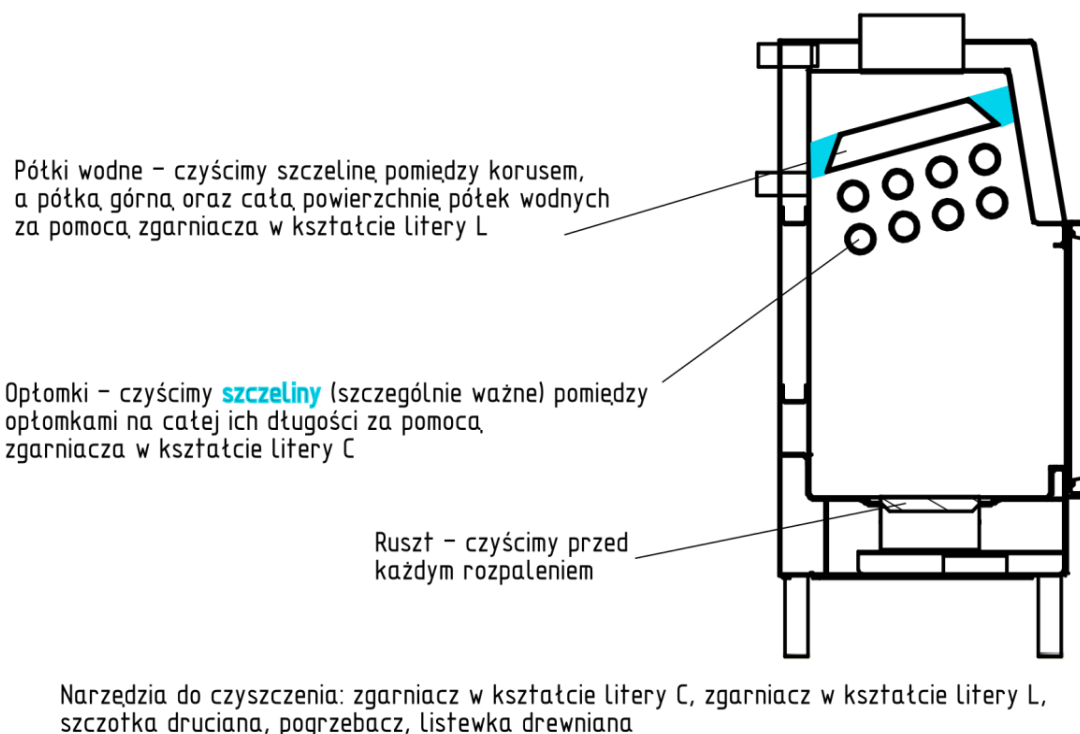 Półki wodne – czyścimy szczelinę pomiędzy korusem,
a półką górną oraz całą powierzchnię półek wodnych
za pomocą zgarniacza w kształcie litery L
Opłomki – czyścimy szczeliny (szczególnie ważne) pomiędzy
opłomkami na całej ich długości za pomocą
zgarniacza w kształcie litery C
Ruszt – czyścimy przed
każdym rozpaleniem
Narzędzia do czyszczenia: zgarniacz w kształcie litery C, zgarniacz w kształcie litery L,
szczotka druciana, pogrzebacz, listewka drewniana